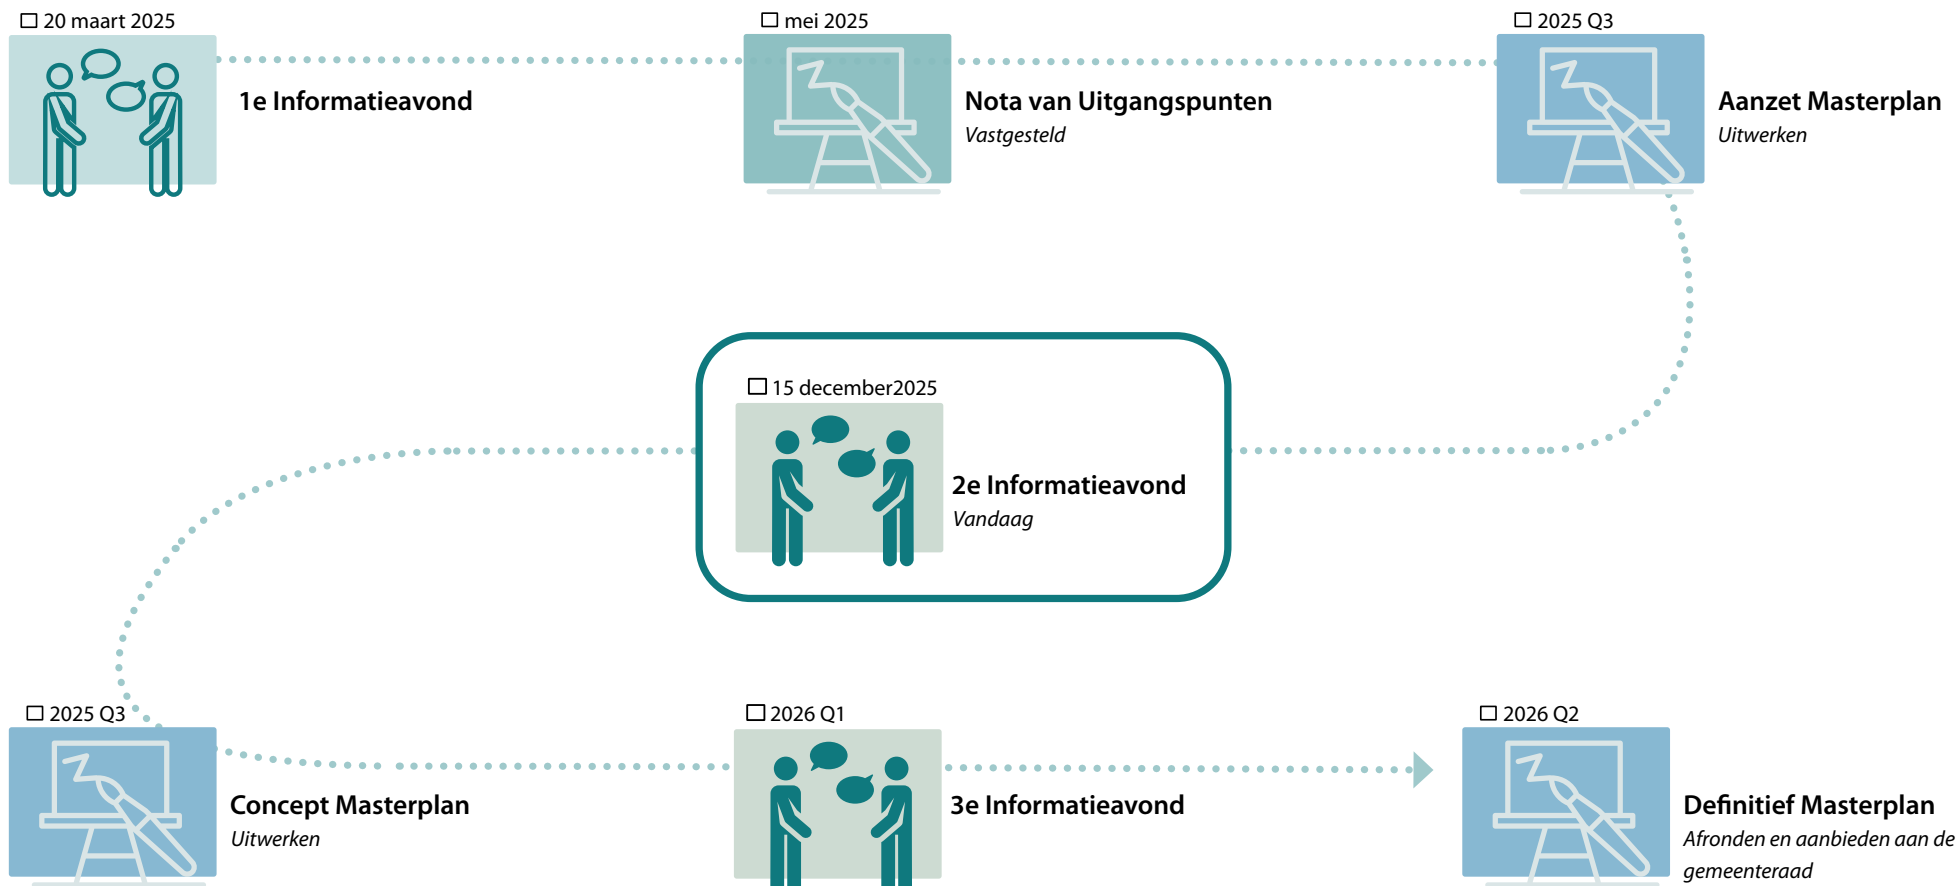 20 maart 2025
1e Informatieavond
mei 2025
Nota van Uitgangspunten
Vastgesteld
2025 Q3
Aanzet Masterplan
Uitwerken
15 december2025
2e Informatieavond
Vandaag
2025 Q3
Concept Masterplan
Uitwerken
2026 Q1
3e Informatieavond
2026 Q2
Definitief Masterplan
Afronden en aanbieden aan de
gemeenteraad